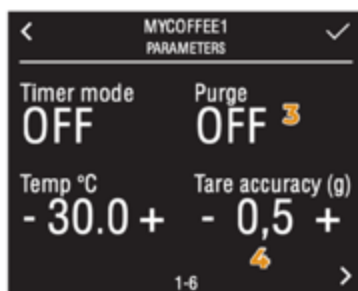 < MYCOFFEE1 ✓
PARAMETERS
Timer mode Purge
OFF OFF 3
Temp °C Tare accuracy (g)
- 30.0 + - 0,5 +
4
1-6 >